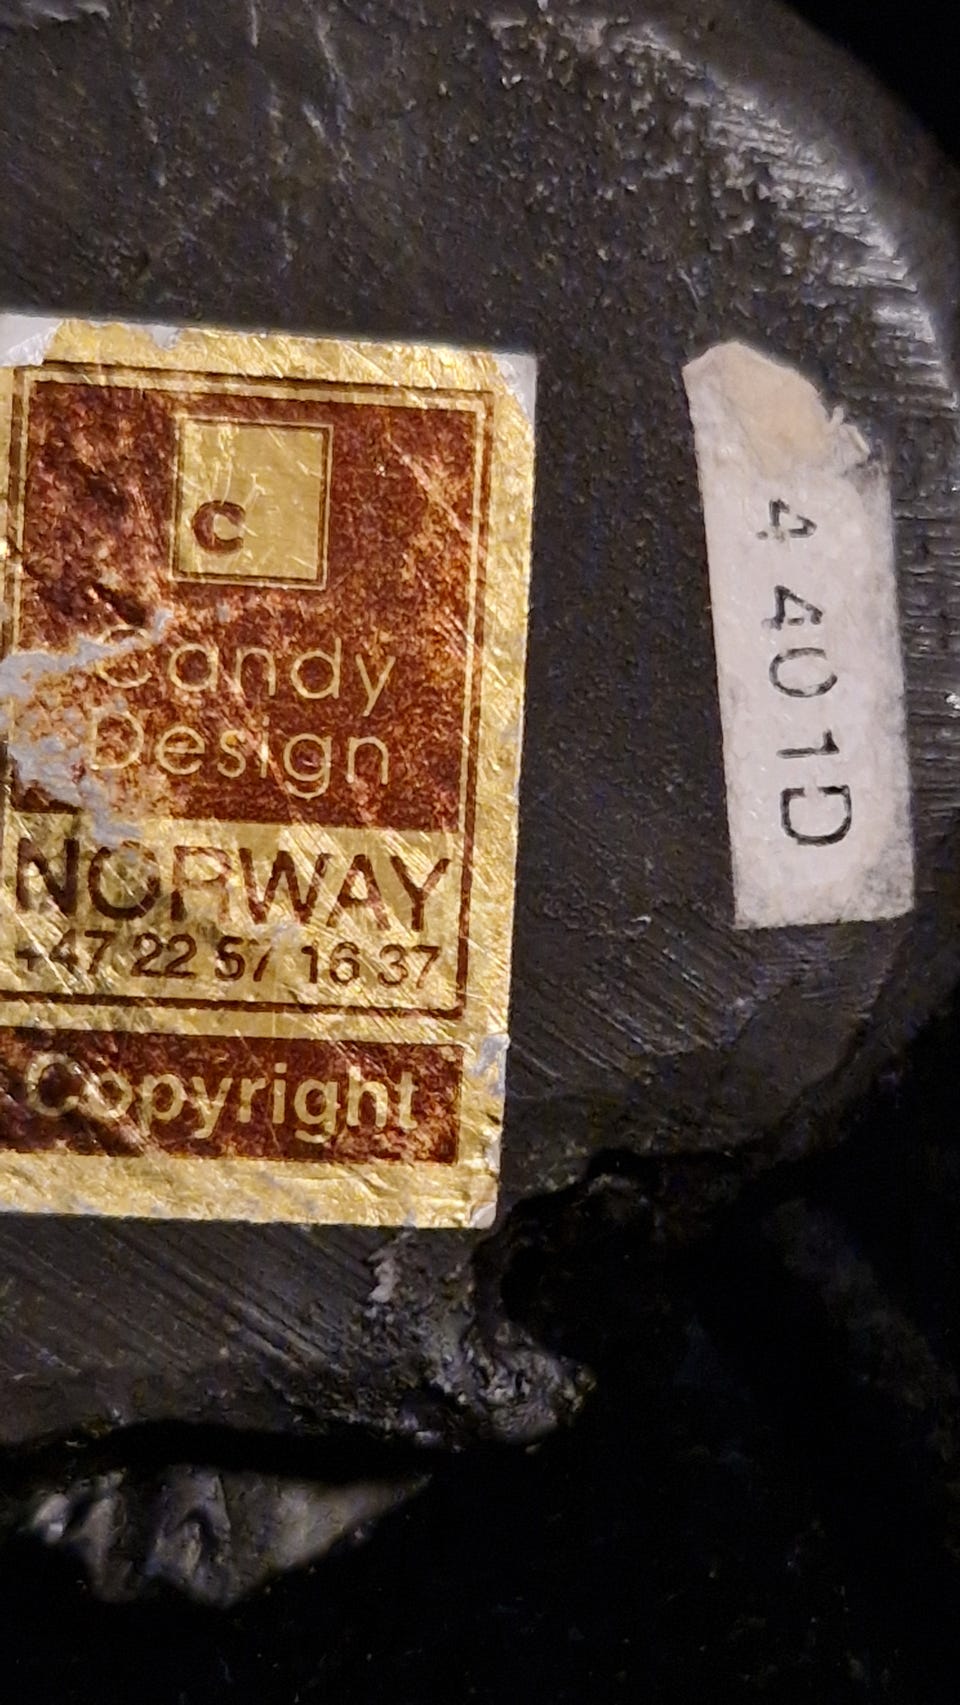 c
Candy
Design
NORWAY
+47 22 57 16 37
Copyright
4401D